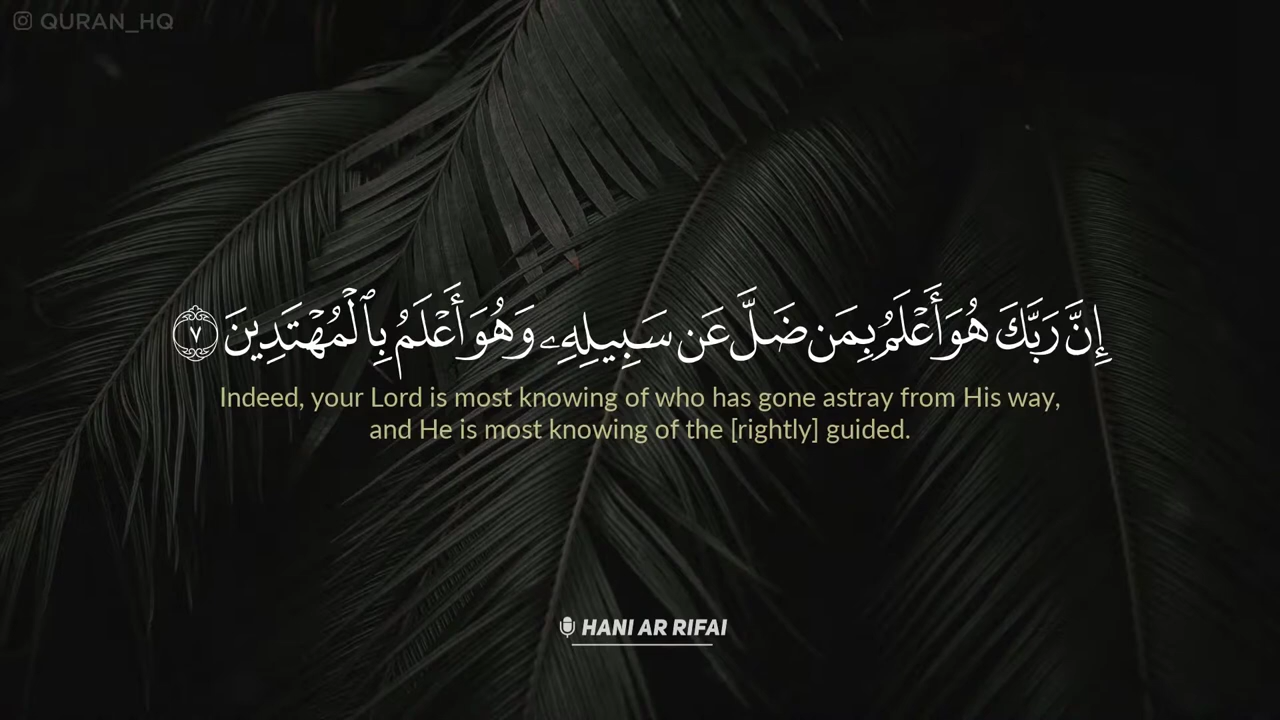 QURAN_HQ
إِنَّ رَبَّكَ هُوَ أَعْلَمُ بِمَن ضَلَّ عَن سَبِيلِهِۦ وَهُوَ أَعْلَمُ بِٱلْمُهْتَدِينَ ٧
Indeed, your Lord is most knowing of who has gone astray from His way,
and He is most knowing of the [rightly] guided.
HANI AR RIFAI